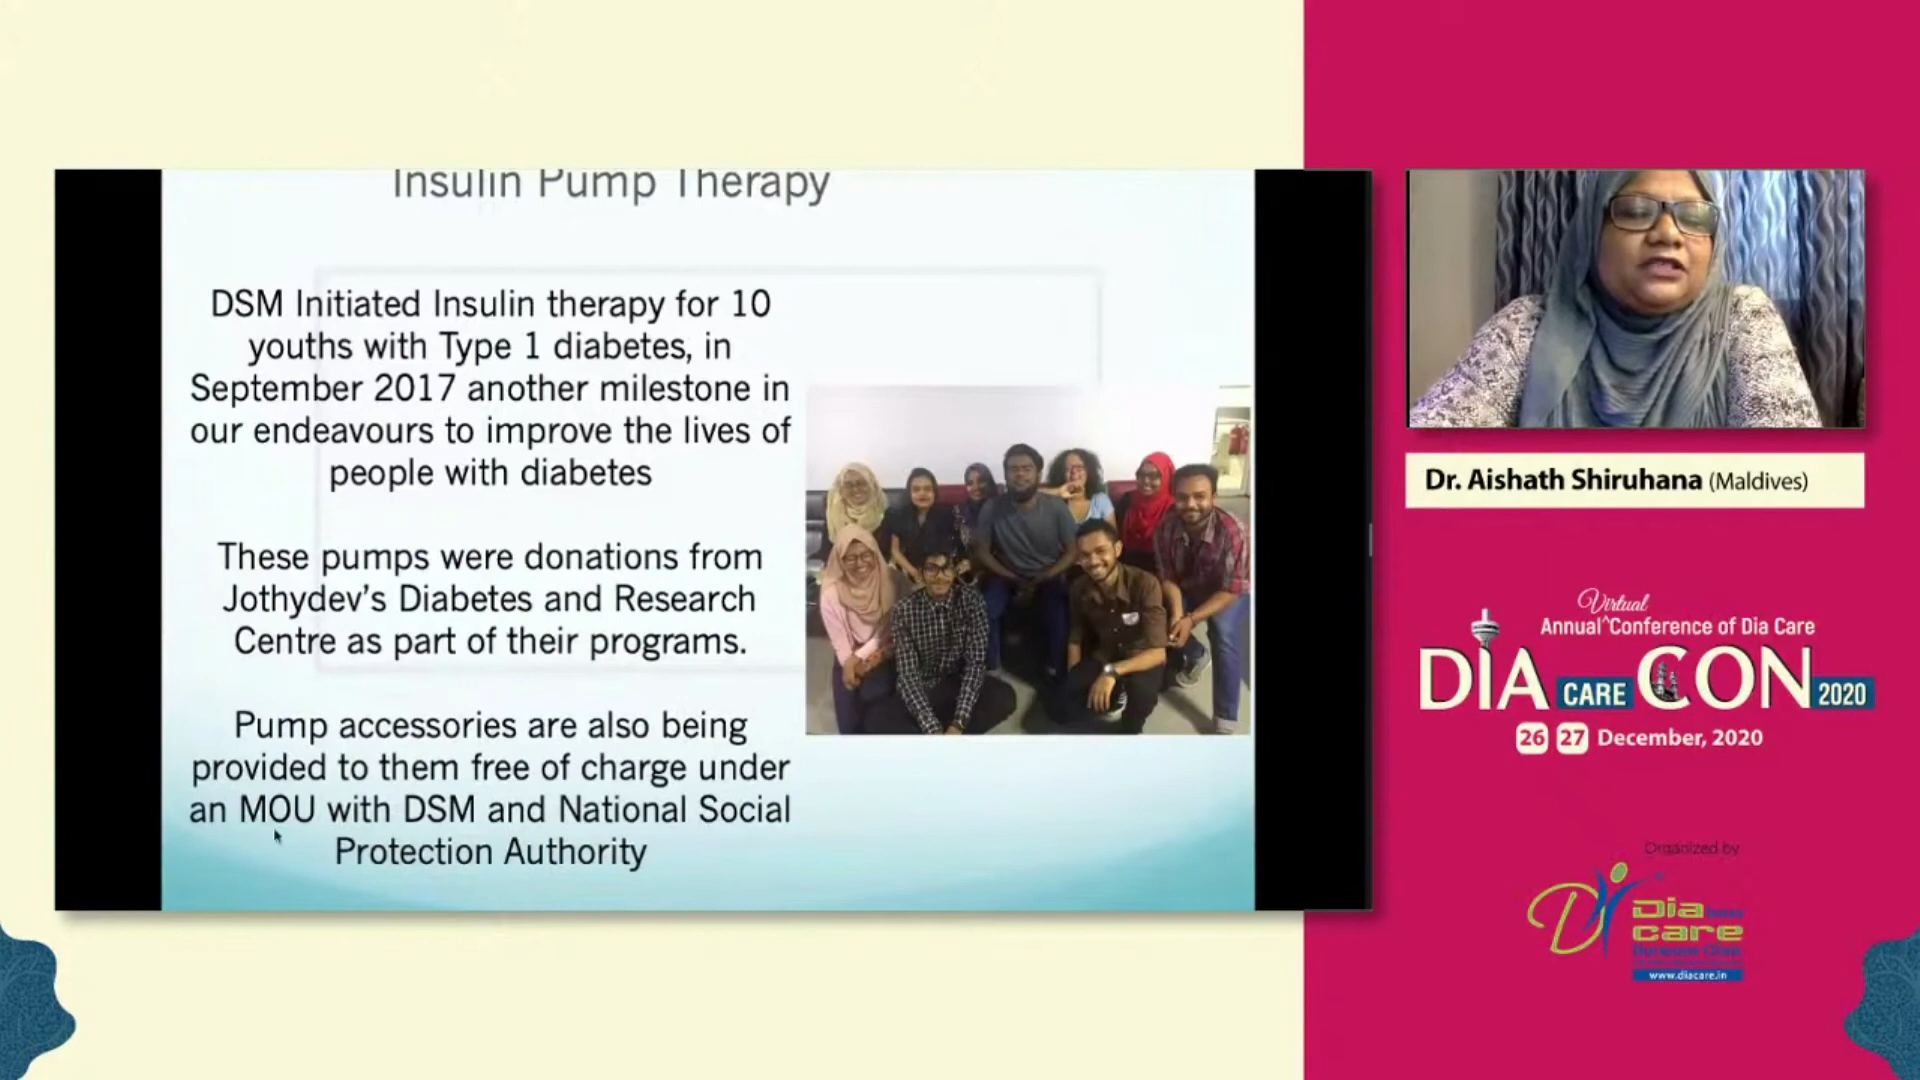 Insulin Pump Therapy
DSM Initiated Insulin therapy for 10
youths with Type 1 diabetes, in
September 2017 another milestone in
our endeavours to improve the lives of
people with diabetes
These pumps were donations from
Jothydev's Diabetes and Research
Centre as part of their programs.
Pump accessories are also being
provided to them free of charge under
an MOU with DSM and National Social
Protection Authority
Dr. Aishath Shiruhana (Maldives)
Virtual
Annual^Conference of Dia Care
DIA CARE CON 2020
26 27 December, 2020
Organized by
Dia
care
www.diacare.in